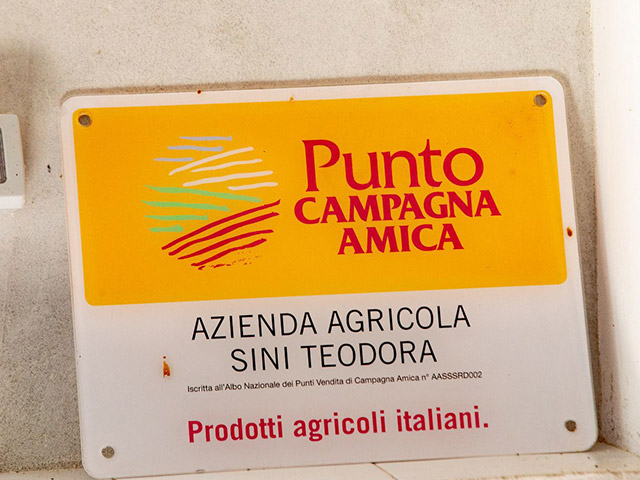 Punto
CAMPAGNA
AMICA
AZIENDA AGRICOLA
SINI TEODORA
Iscritta all'Albo Nazionale dei Punti Vendita di Campagna Amica n° AASSSRD002
Prodotti agricoli italiani.